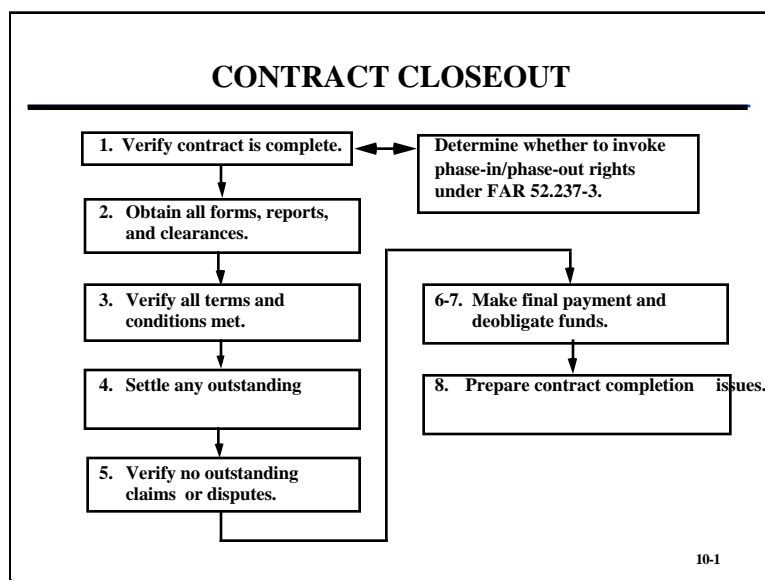 CONTRACT CLOSEOUT
1. Verify contract is complete.
Determine whether to invoke
phase-in/phase-out rights
under FAR 52.237-3.
2. Obtain all forms, reports,
and clearances.
3. Verify all terms and
conditions met.
4. Settle any outstanding
5. Verify no outstanding
claims or disputes.
6-7. Make final payment and
deobligate funds.
8. Prepare contract completion issues.
10-1